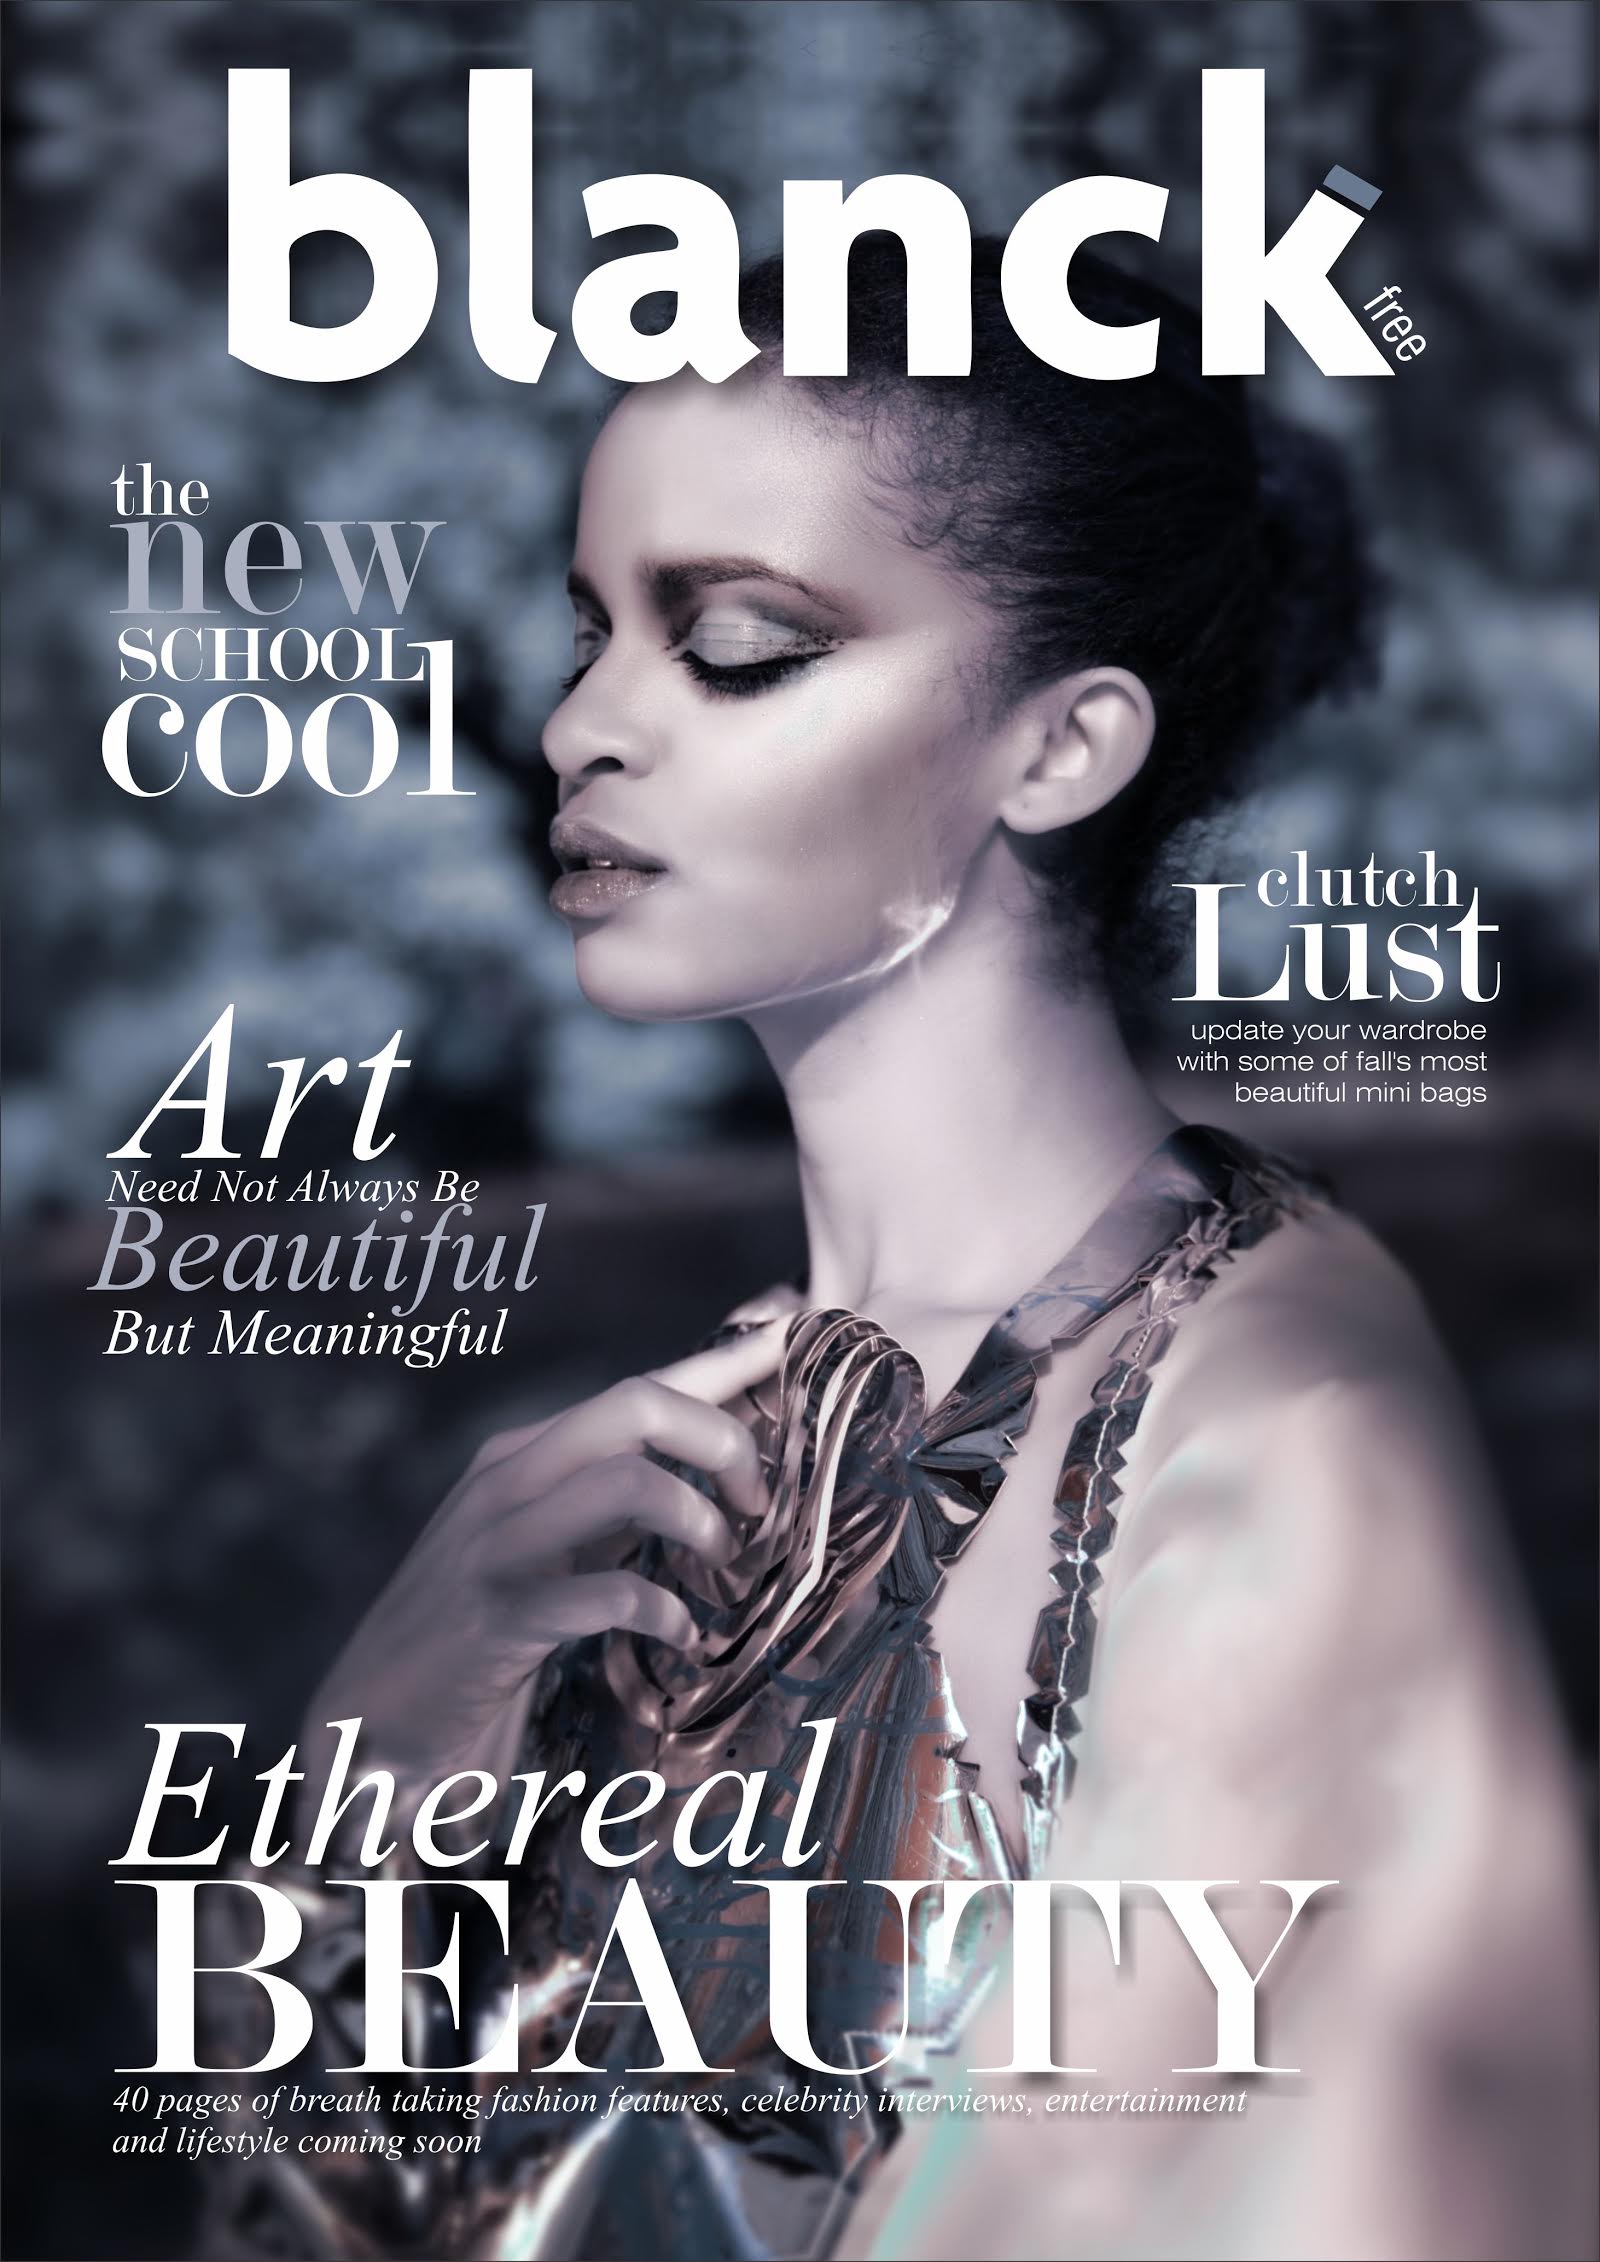 blanck
free
the
new
SCHOOL
cool
clutch
Lust
update your wardrobe
with some of fall's most
beautiful mini bags
Art
Need Not Always Be
Beautiful
But Meaningful
Ethereal
BEAUTY
40 pages of breath taking fashion features, celebrity interviews, entertainment
and lifestyle coming soon